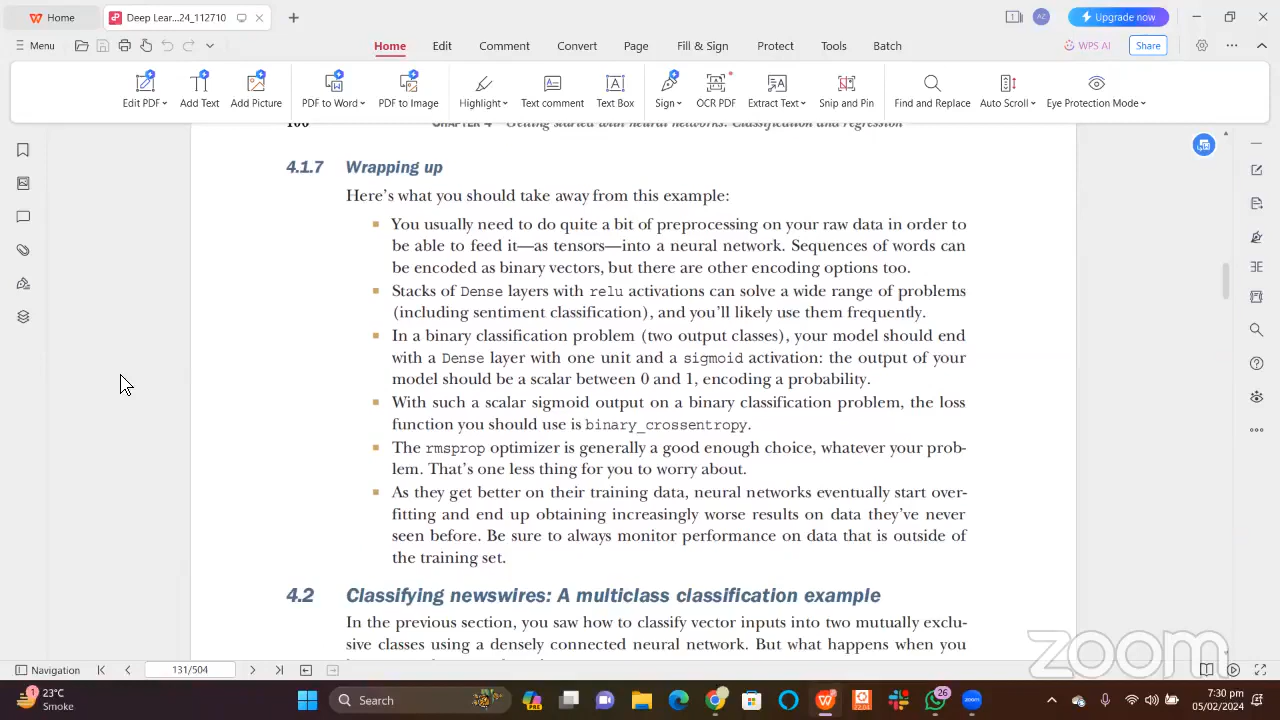 Home
Deep Lear...24_112710
Upgrade now
Menu
Home Edit Comment Convert Page Fill & Sign Protect Tools Batch
WPS AI
Share
Edit PDF Add Text Add Picture PDF to Word PDF to Image Highlight Text comment Text Box Sign OCR PDF Extract Text Snip and Pin Find and Replace Auto Scroll Eye Protection Mode
100 CHAPTER 4 Getting started with neural networks: Classification and regression
4.1.7 Wrapping up
Here's what you should take away from this example:
You usually need to do quite a bit of preprocessing on your raw data in order to
be able to feed it—as tensors—into a neural network. Sequences of words can
be encoded as binary vectors, but there are other encoding options too.
Stacks of Dense layers with relu activations can solve a wide range of problems
(including sentiment classification), and you'll likely use them frequently.
In a binary classification problem (two output classes), your model should end
with a Dense layer with one unit and a sigmoid activation: the output of your
model should be a scalar between 0 and 1, encoding a probability.
With such a scalar sigmoid output on a binary classification problem, the loss
function you should use is binary_crossentropy.
The rmsprop optimizer is generally a good enough choice, whatever your prob-
lem. That's one less thing for you to worry about.
As they get better on their training data, neural networks eventually start over-
fitting and end up obtaining increasingly worse results on data they've never
seen before. Be sure to always monitor performance on data that is outside of
the training set.
4.2 Classifying newswires: A multiclass classification example
In the previous section, you saw how to classify vector inputs into two mutually exclu-
sive classes using a densely connected neural network. But what happens when you
zoom
Navigation
131/504
23°C
Smoke
Search
26
7:30 pm
05/02/2024